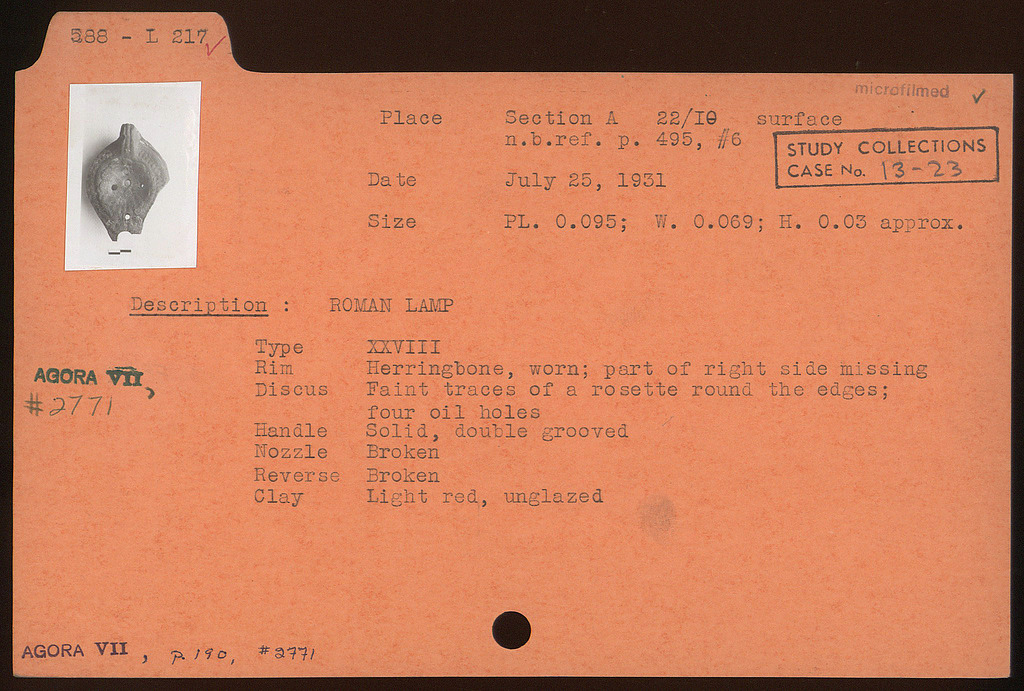 588 - L 217 ✓
microfilmed ✓
Place Section A 22/IΘ surface
n.b.ref. p. 495, #6
STUDY COLLECTIONS
CASE No. 13-23
Date July 25, 1931
Size PL. 0.095; W. 0.069; H. 0.03 approx.
Description : ROMAN LAMP
Type XXVIII
Rim Herringbone, worn; part of right side missing
Discus Faint traces of a rosette round the edges;
four oil holes
Handle Solid, double grooved
Nozzle Broken
Reverse Broken
Clay Light red, unglazed
AGORA VII,
#2771
AGORA VII, p. 190, #2771